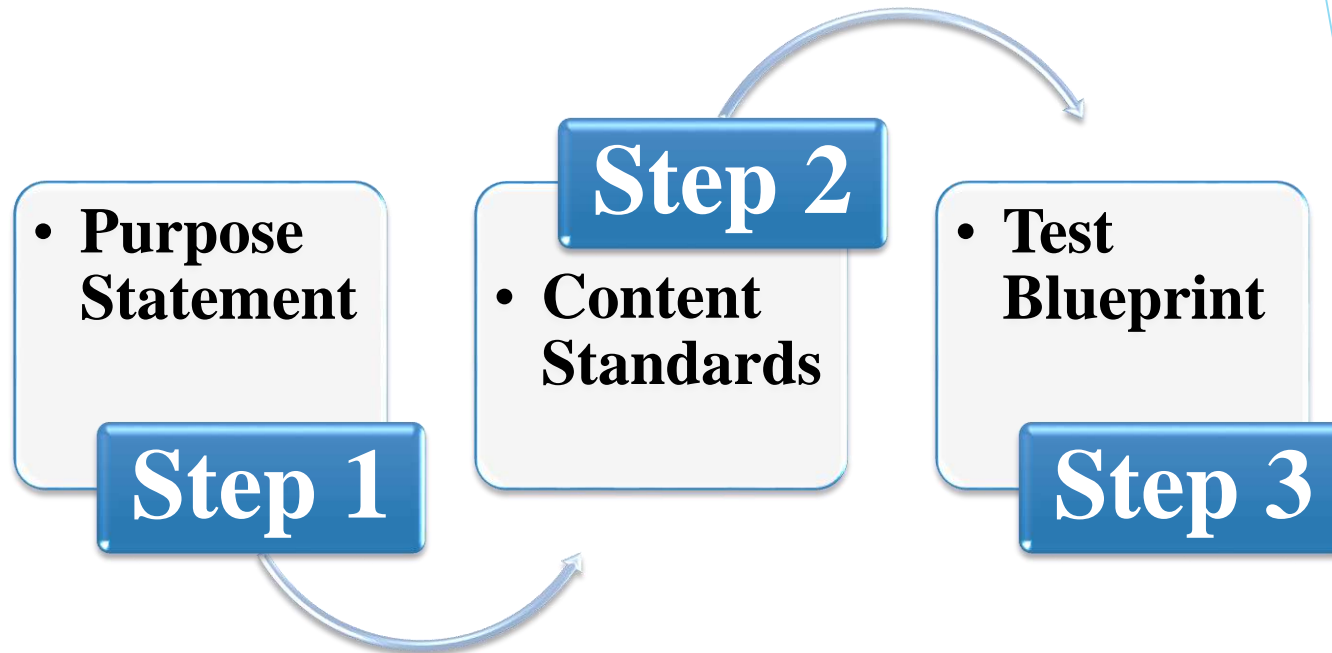 • Purpose
Statement
Step 1
Step 2
• Content
Standards
• Test
Blueprint
Step 3